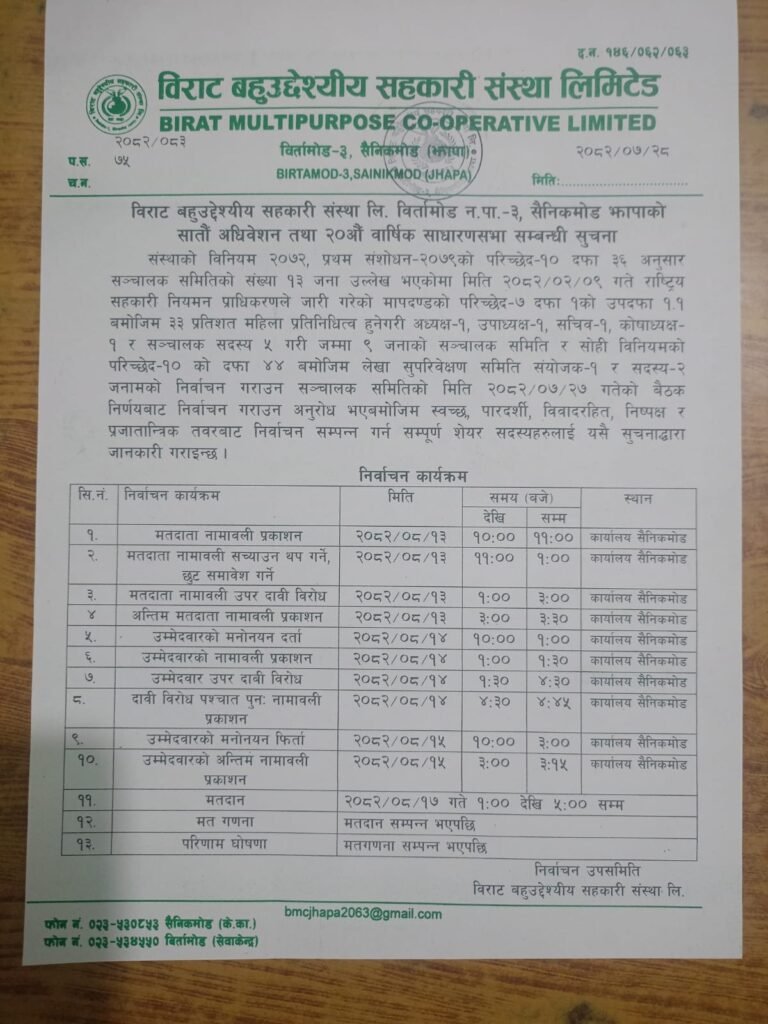 द.न. १४६/०६२/०६३
विराट बहुउद्देश्यीय सहकारी संस्था लिमिटेड
BIRAT MULTIPURPOSE CO-OPERATIVE LIMITED
२०८२/०८३
विर्तामोड-३, सैनिकमोड (झापा)
२०८२/०७/२८
प.स. ७५
BIRTAMOD-3,SAINIKMOD (JHAPA)
मितिः..............................
च.न.
विराट बहुउद्देश्यीय सहकारी संस्था लि. विर्तामोड न.पा.-३, सैनिकमोड झापाको
सातौँ अधिवेशन तथा २०औँ वार्षिक साधारणसभा सम्बन्धी सुचना
संस्थाको विनियम २०७२, प्रथम संशोधन-२०७९को परिच्छेद-१० दफा ३६ अनुसार
सञ्चालक समितिको संख्या १३ जना उल्लेख भएकोमा मिति २०८२/०२/०९ गते राष्ट्रिय
सहकारी नियमन प्राधिकरणले जारी गरेको मापदण्डको परिच्छेद-७ दफा १को उपदफा १.१
बमोजिम ३३ प्रतिशत महिला प्रतिनिधित्व हुनेगरी अध्यक्ष-१, उपाध्यक्ष-१, सचिव-१, कोषाध्यक्ष-
१ र सञ्चालक सदस्य ५ गरी जम्मा ९ जनाको सञ्चालक समिति र सोही विनियमको
परिच्छेद-१० को दफा ४४ बमोजिम लेखा सुपरिवेक्षण समिति संयोजक-१ र सदस्य-२
जनामको निर्वाचन गराउन सञ्चालक समितिको मिति २०८२/०७/२७ गतेको बैठक
निर्णयबाट निर्वाचन गराउन अनुरोध भएबमोजिम स्वच्छ, पारदर्शी, विवादरहित, निष्पक्ष र
प्रजातान्त्रिक तवरबाट निर्वाचन सम्पन्न गर्न सम्पूर्ण शेयर सदस्यहरुलाई यसै सुचनाद्वारा
जानकारी गराइन्छ ।
निर्वाचन कार्यक्रम
सि.नं. निर्वाचन कार्यक्रम मिति समय (बजे) स्थान
देखि सम्म
१. मतदाता नामावली प्रकाशन २०८२/०८/१३ १०:०० ११:०० कार्यालय सैनिकमोड
२. मतदाता नामावली सच्याउन थप गर्ने, २०८२/०८/१३ ११:०० १:०० कार्यालय सैनिकमोड
छुट समावेश गर्ने
३. मतदाता नामावली उपर दावी विरोध २०८२/०८/१३ १:०० ३:०० कार्यालय सैनिकमोड
४ अन्तिम मतदाता नामावली प्रकाशन २०८२/०८/१३ ३:०० ३:३० कार्यालय सैनिकमोड
५. उम्मेदवारको मनोनयन दर्ता २०८२/०८/१४ १०:०० १:०० कार्यालय सैनिकमोड
६. उम्मेदवारको नामावली प्रकाशन २०८२/०८/१४ १:०० १:३० कार्यालय सैनिकमोड
७. उम्मेदवार उपर दावी विरोध २०८२/०८/१४ १:३० ४:३० कार्यालय सैनिकमोड
८. दावी विरोध पश्चात पुनः नामावली २०८२/०८/१४ ४:३० ४:४५ कार्यालय सैनिकमोड
प्रकाशन
९. उम्मेदवारको मनोनयन फिर्ता २०८२/०८/१५ १०:०० ३:०० कार्यालय सैनिकमोड
१०. उम्मेदवारको अन्तिम नामावली २०८२/०८/१५ ३:०० ३:१५ कार्यालय सैनिकमोड
प्रकाशन
११. मतदान २०८२/०८/१७ गते १:०० देखि ५:०० सम्म
१२. मत गणना मतदान सम्पन्न भएपछि
१३. परिणाम घोषणा मतगणना सम्पन्न भएपछि
निर्वाचन उपसमिति
विराट बहुउद्देश्यीय सहकारी संस्था लि.
bmcjhapa2063@gmail.com
फोन नं. ०२३-५३०८५३ सैनिकमोड (के.का.)
फोन नं. ०२३-५३४५५० बिर्तामोड (सेवाकेन्द्र)